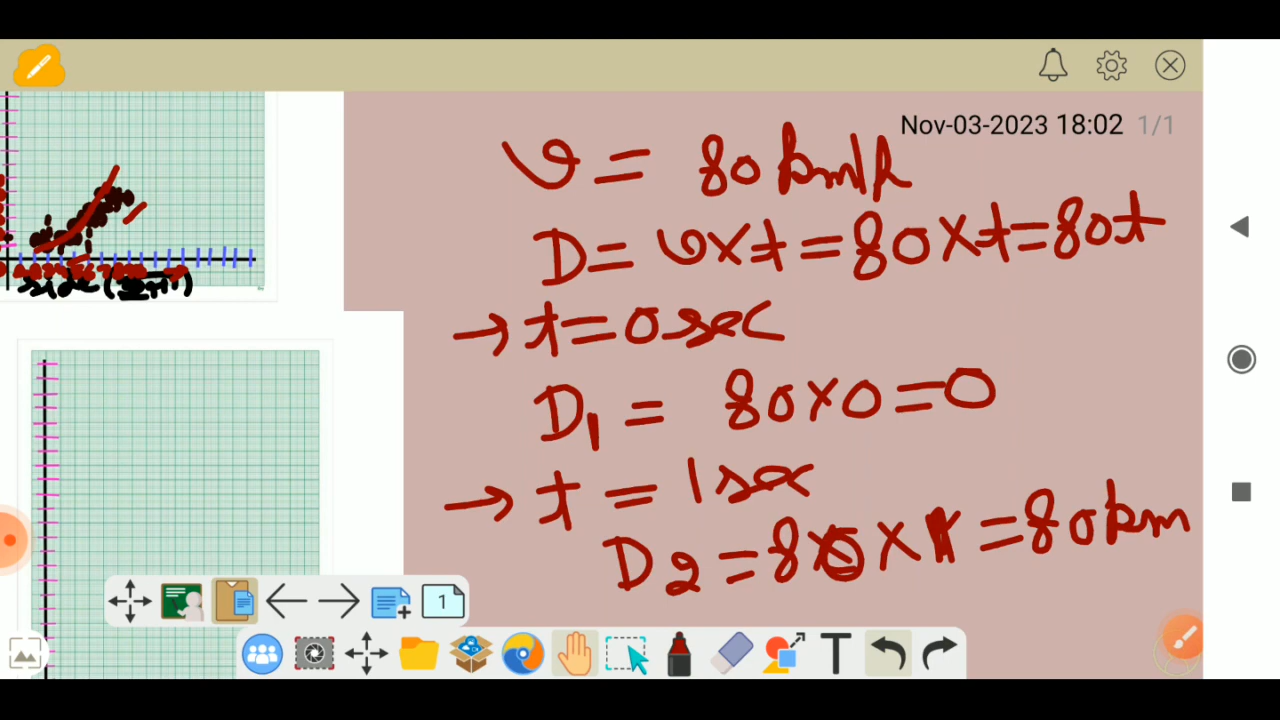 Nov-03-2023 18:02 1/1
v = 80 km/h
D = v×t = 80×t = 80t
→ t = 0 sec
D1 = 80×0 = 0
→ t = 1 sec
D2 = 80 × 1 = 80 km
1
T